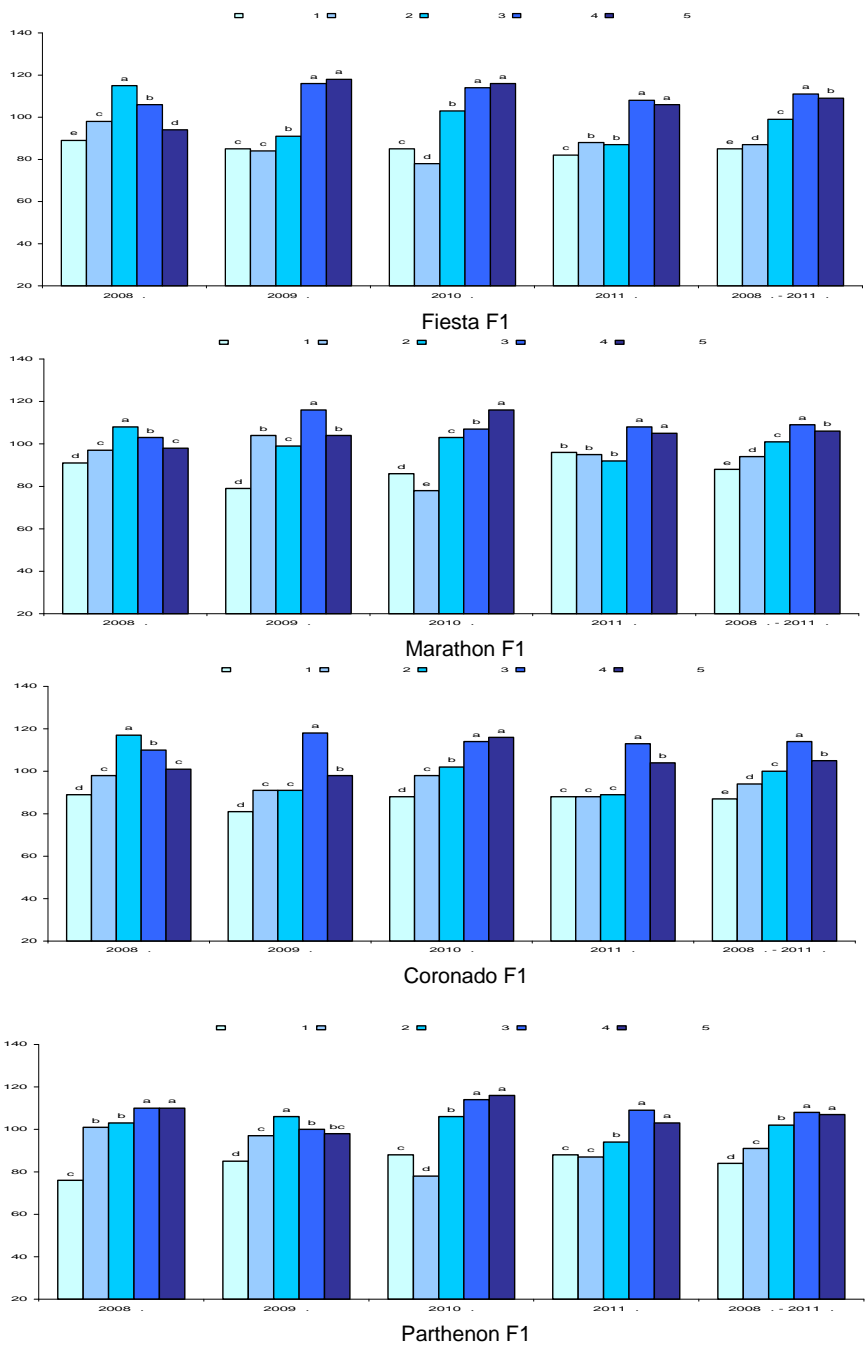 1 2 3 4 5
140
e c a b d
120
c c b a a
100
c d b a a
80
c b b a a
60
e d c a b
40
20
2008 . 2009 . 2010 . 2011 . 2008 . - 2011 .
Fiesta F1
1 2 3 4 5
140
d c a b c
120
d b c a b
100
d e c b a
80
b b b a a
60
e d c a b
40
20
2008 . 2009 . 2010 . 2011 . 2008 . - 2011 .
Marathon F1
1 2 3 4 5
140
d c a b c
120
d c c a b
100
d c b a a
80
c c c a b
60
e d c a b
40
20
2008 . 2009 . 2010 . 2011 . 2008 . - 2011 .
Coronado F1
1 2 3 4 5
140
c b b a a
120
d c a b bc
100
c d b a a
80
c c b a a
60
d c b a a
40
20
2008 . 2009 . 2010 . 2011 . 2008 . - 2011 .
Parthenon F1